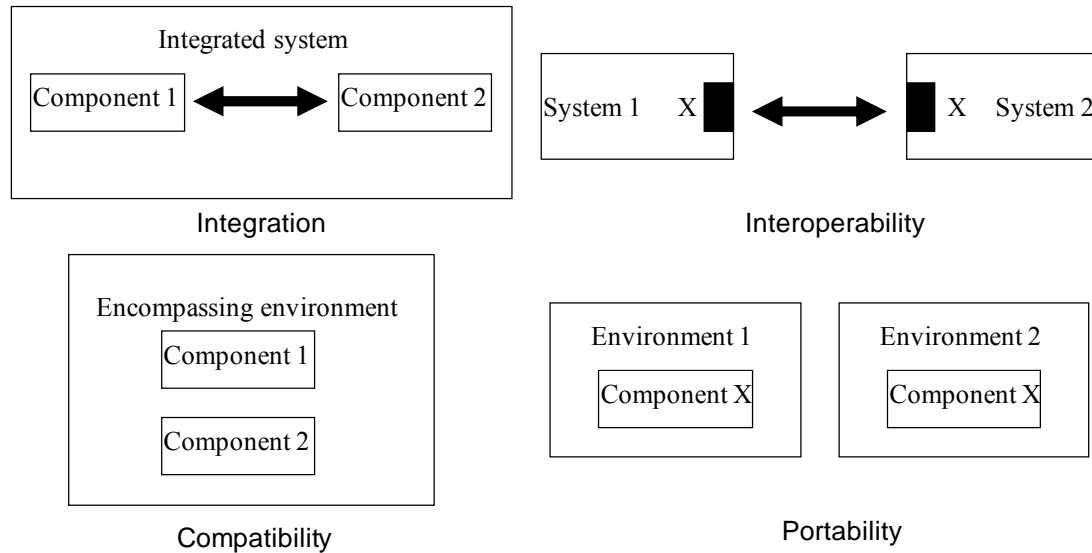 Integrated system
Component 1
Component 2
Integration
System 1
X
X
System 2
Interoperability
Encompassing environment
Component 1
Component 2
Compatibility
Environment 1
Component X
Environment 2
Component X
Portability